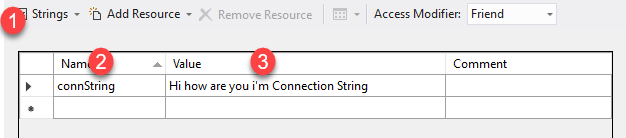 1 Strings Add Resource Remove Resource Access Modifier: Friend
Name 2 Value 3 Comment
connString Hi how are you i'm Connection String